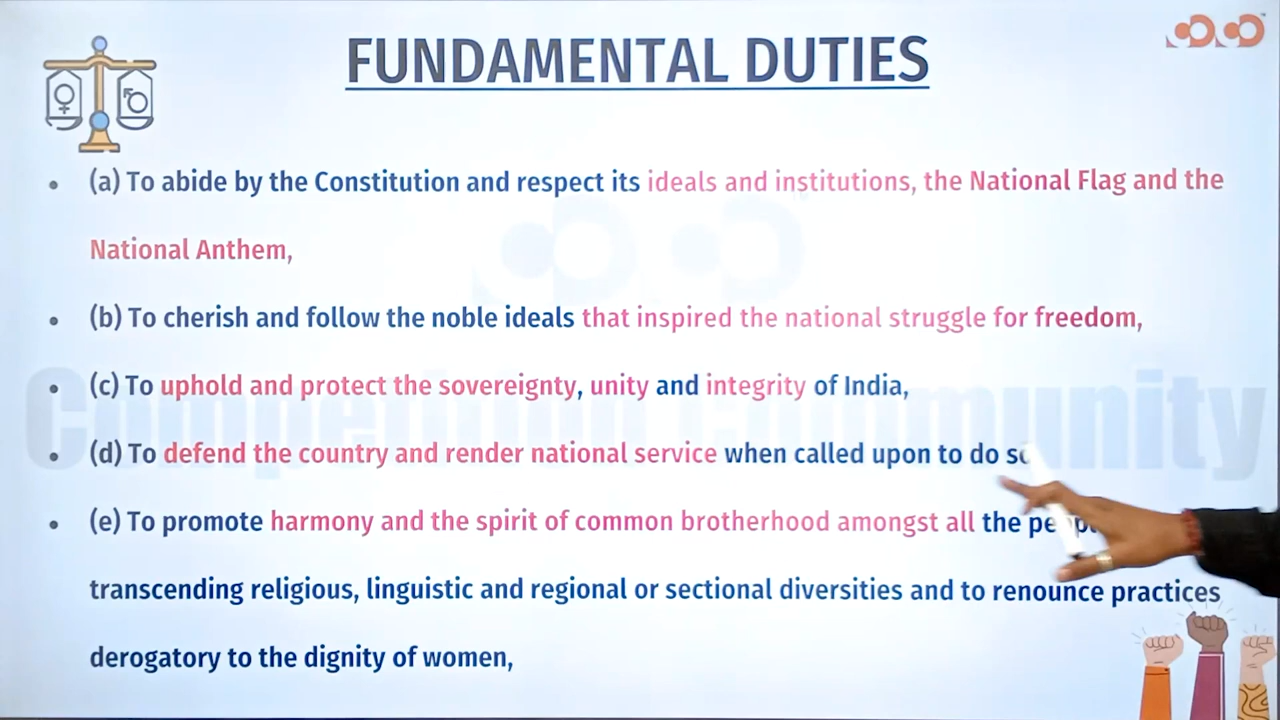 FUNDAMENTAL DUTIES
(a) To abide by the Constitution and respect its ideals and institutions, the National Flag and the
National Anthem,
(b) To cherish and follow the noble ideals that inspired the national struggle for freedom,
(c) To uphold and protect the sovereignty, unity and integrity of India,
(d) To defend the country and render national service when called upon to do
(e) To promote harmony and the spirit of common brotherhood amongst all the
transcending religious, linguistic and regional or sectional diversities and to renounce practices
derogatory to the dignity of women,
Competing Community